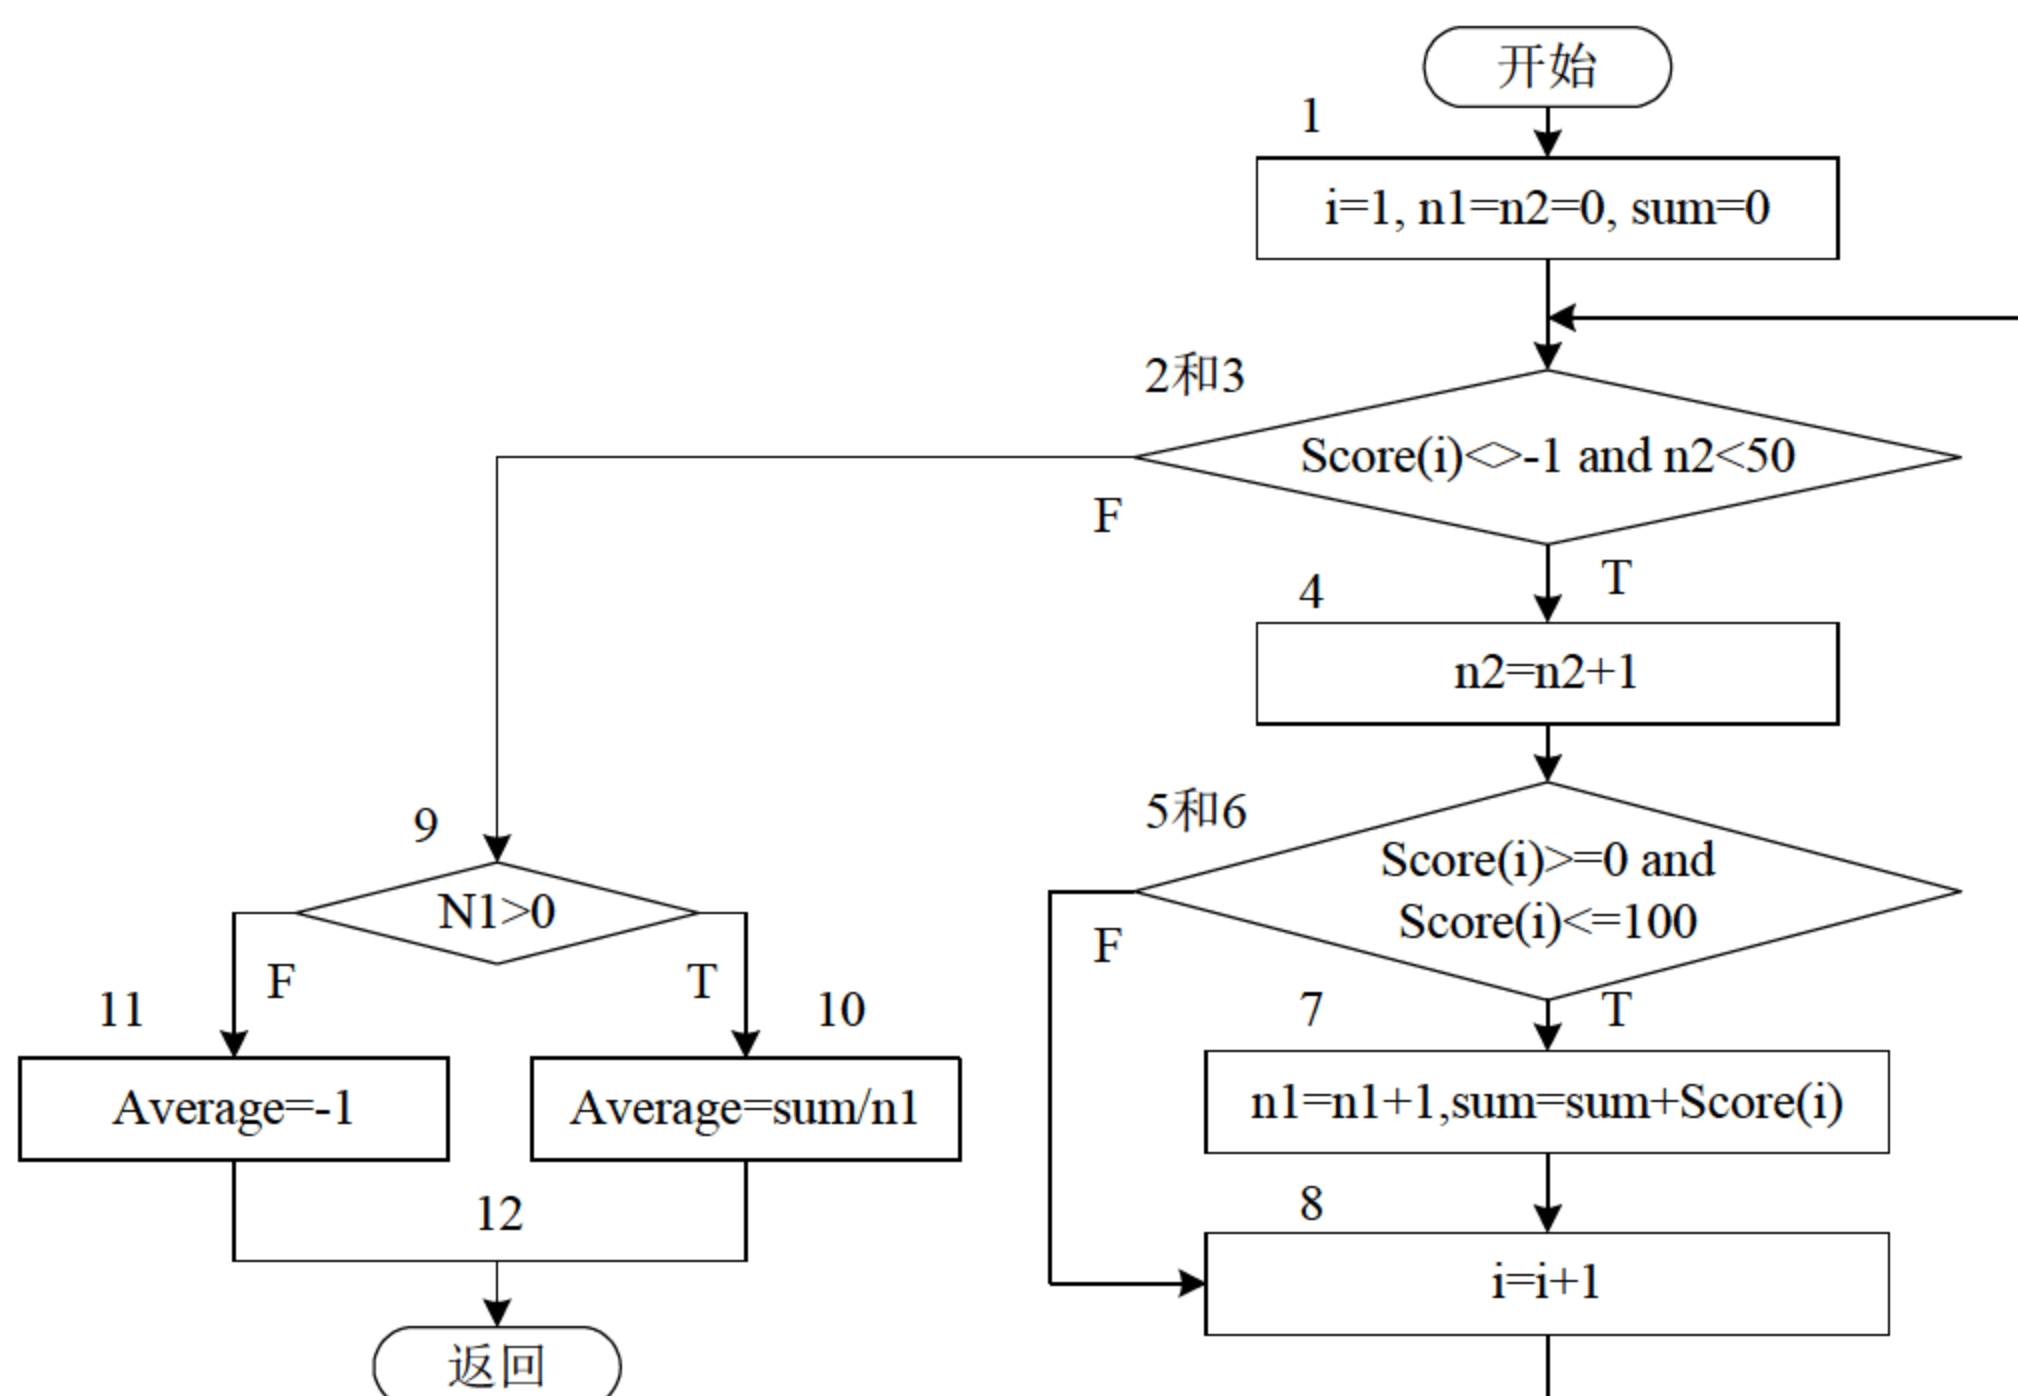 开始
1
i=1, n1=n2=0, sum=0
2和3
Score(i)<>-1 and n2<50
F
T
4
n2=n2+1
5和6
Score(i)>=0 and
Score(i)<=100
F
T
7
n1=n1+1,sum=sum+Score(i)
8
i=i+1
9
N1>0
F
T
11
10
Average=-1
Average=sum/n1
12
返回